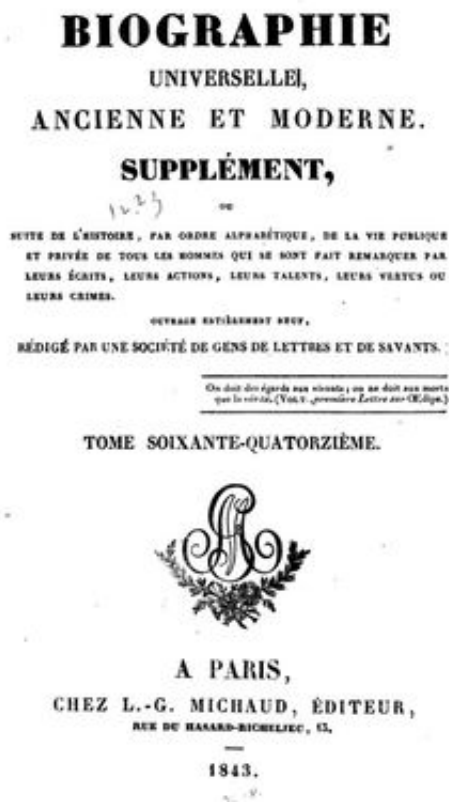 BIOGRAPHIE
UNIVERSELLE,
ANCIENNE ET MODERNE.
SUPPLÉMENT,
OU
SUITE DE L'HISTOIRE, PAR ORDRE ALPHABÉTIQUE, DE LA VIE PUBLIQUE
ET PRIVÉE DE TOUS LES HOMMES QUI SE SONT FAIT REMARQUER PAR
LEURS ÉCRITS, LEURS ACTIONS, LEURS TALENTS, LEURS VERTUS OU
LEURS CRIMES.
OUVRAGE ENTIÈREMENT NEUF,
RÉDIGÉ PAR UNE SOCIÉTÉ DE GENS DE LETTRES ET DE SAVANTS.
On doit des égards aux vivants; on ne doit aux morts
que la vérité. (VOLT., première Lettre sur Œdipe.)
TOME SOIXANTE-QUATORZIÈME.
A PARIS,
CHEZ L.-G. MICHAUD, ÉDITEUR,
RUE DU HASARD-RICHELIEU, 13.
1843.